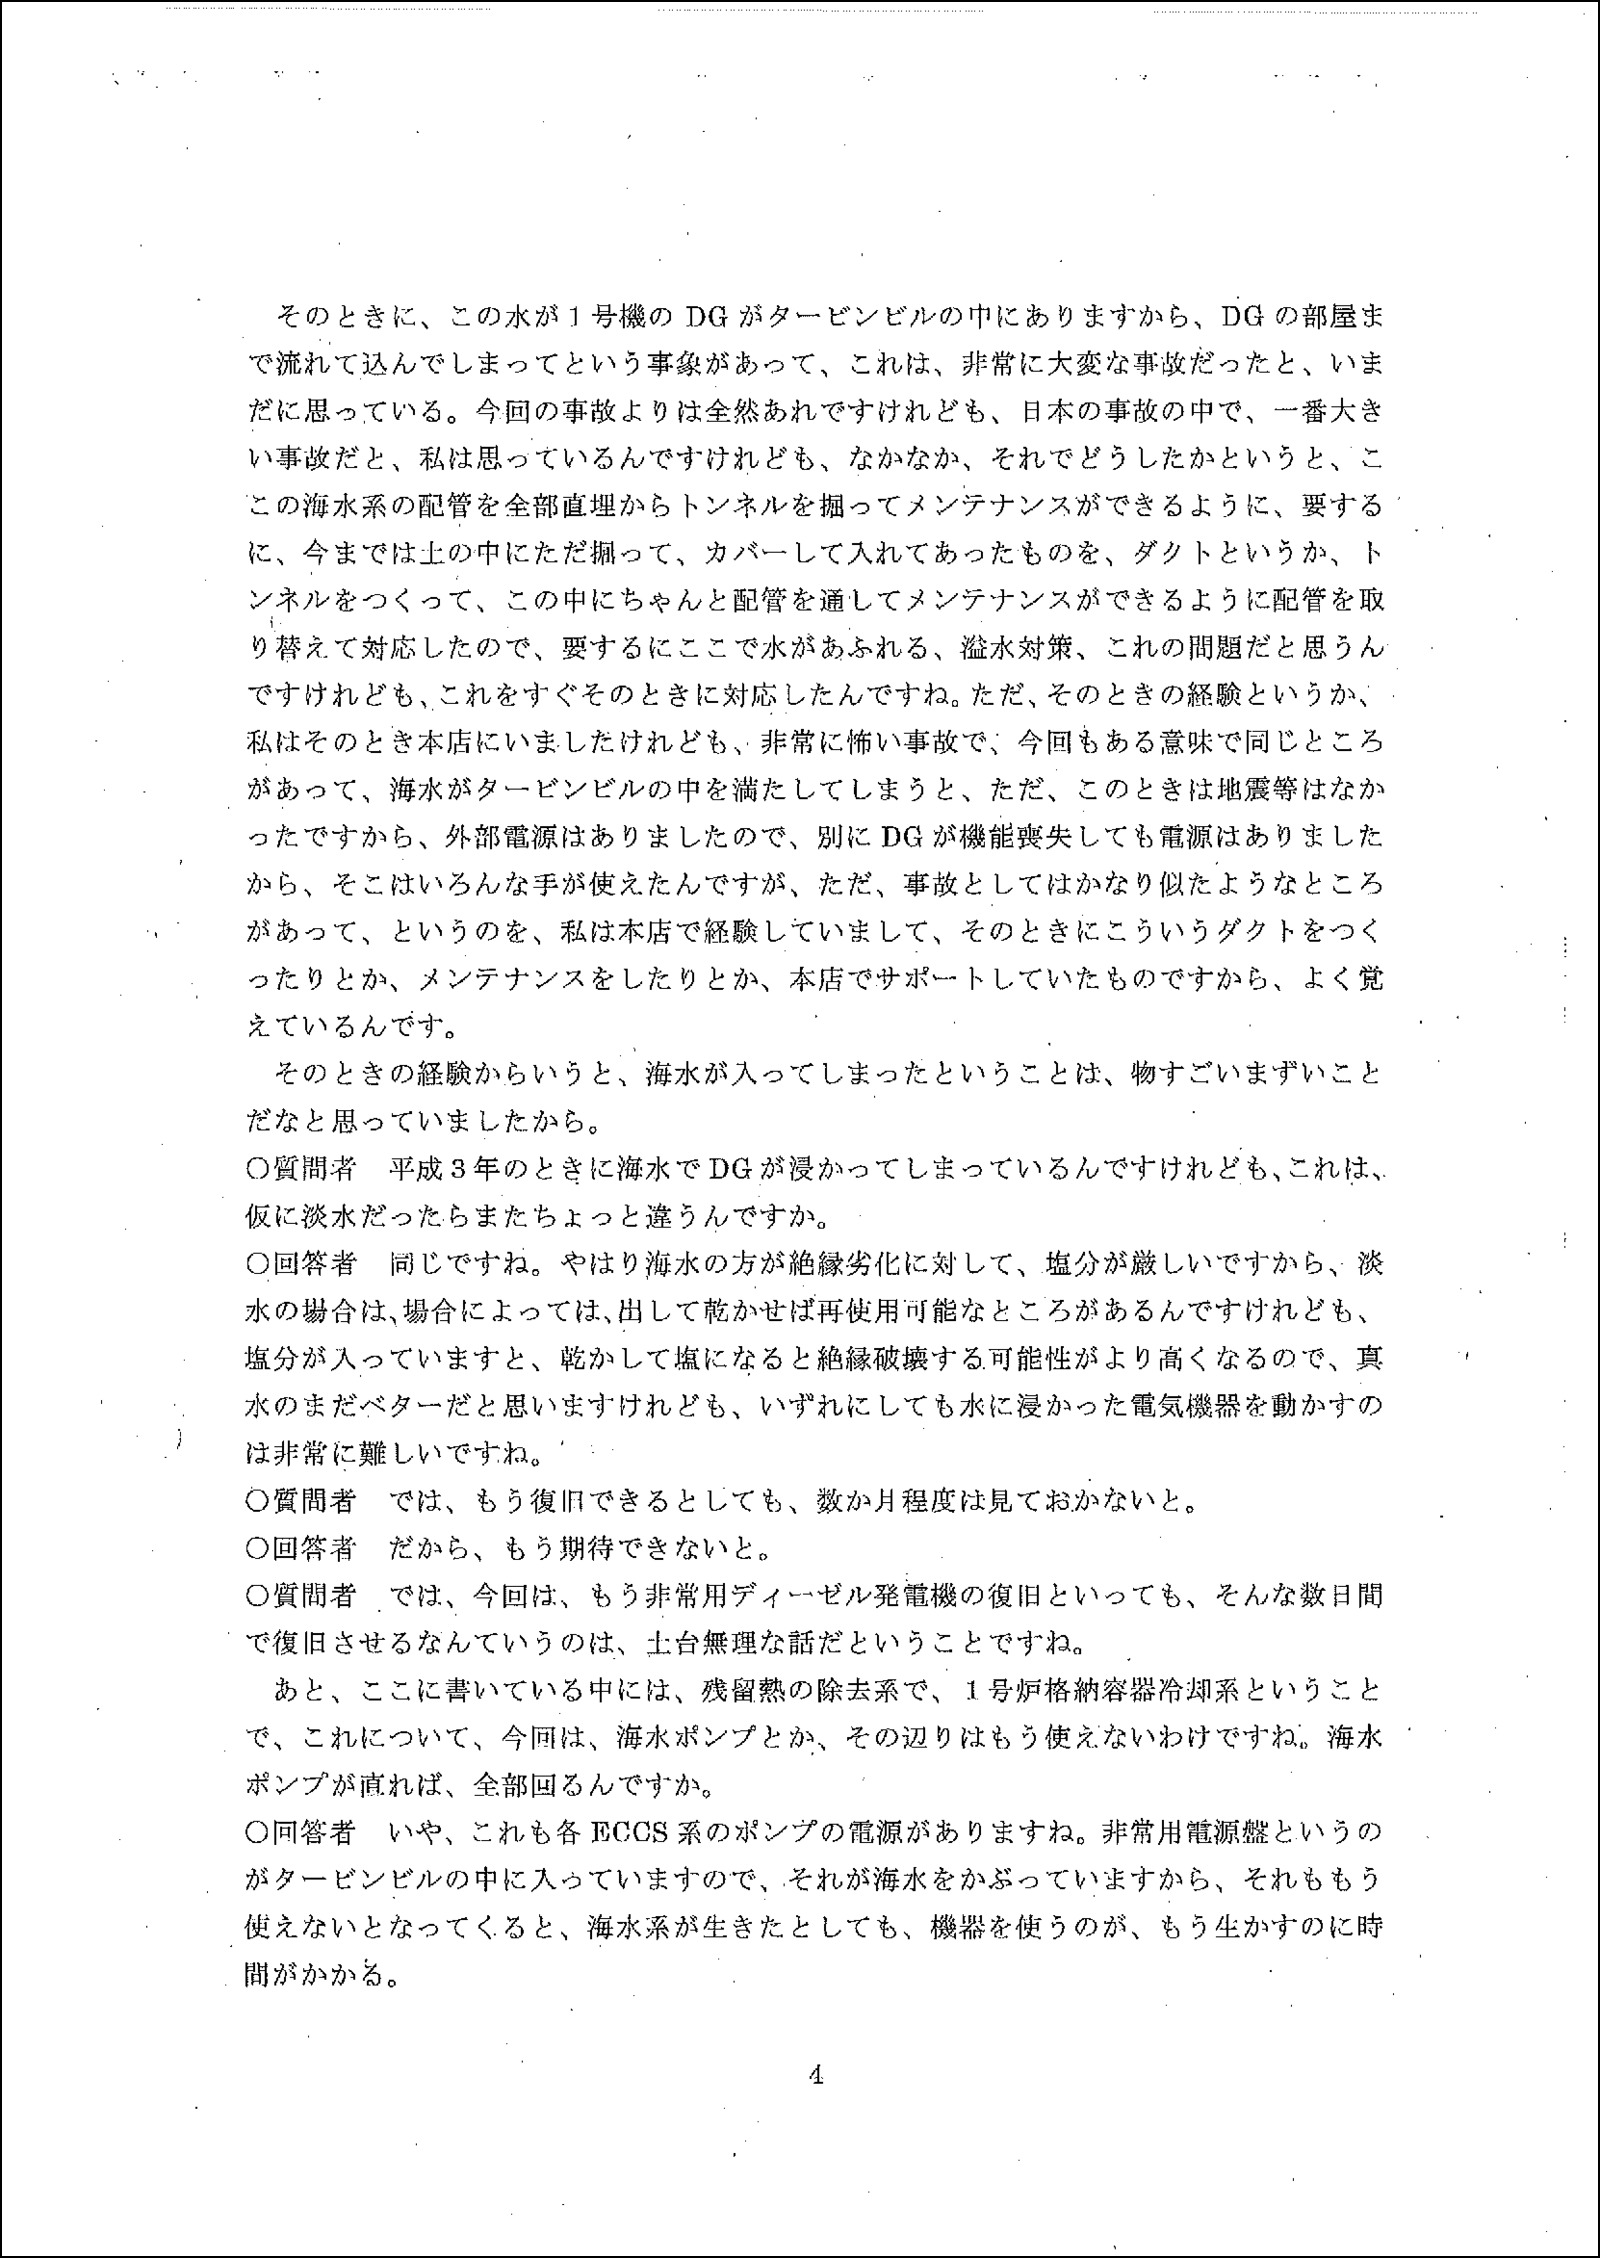 そのときに、この水が1号機の DG がタービンビルの中にありますから、DG の部屋ま
で流れて込んでしまってという事象があって、これは、非常に大変な事故だったと、いま
だに思っている。今回の事故よりは全然あれですけれども、日本の事故の中で、一番大き
い事故だと、私は思っているんですけれども、なかなか、それでどうしたかというと、こ
この海水系の配管を全部直埋からトンネルを掘ってメンテナンスができるように、要する
に、今までは土の中にただ掘って、カバーして入れてあったものを、ダクトというか、ト
ンネルをつくって、この中にちゃんと配管を通してメンテナンスができるように配管を取
り替えて対応したので、要するにここで水があふれる、溢水対策、これの問題だと思うん
ですけれども、これをすぐそのときに対応したんですね。ただ、そのときの経験というか、
私はそのとき本店にいましたけれども、非常に怖い事故で、今回もある意味で同じところ
があって、海水がタービンビルの中を満たしてしまうと、ただ、このときは地震等はなか
ったですから、外部電源はありましたので、別に DG が機能喪失しても電源はありました
から、そこはいろんな手が使えたんですが、ただ、事故としてはかなり似たようなところ
があって、というのを、私は本店で経験していまして、そのときにこういうダクトをつく
ったりとか、メンテナンスをしたりとか、本店でサポートしていたものですから、よく覚
えているんです。
そのときの経験からいうと、海水が入ってしまったということは、物すごいまずいこと
だなと思っていましたから。
○質問者　平成3年のときに海水で DG が浸かってしまっているんですけれども、これは、
仮に淡水だったらまたちょっと違うんですか。
○回答者　同じですね。やはり海水の方が絶縁劣化に対して、塩分が厳しいですから、淡
水の場合は、場合によっては、出して乾かせば再使用可能なところがあるんですけれども、
塩分が入っていますと、乾かして塩になると絶縁破壊する可能性がより高くなるので、真
水のまだベターだと思いますけれども、いずれにしても水に浸かった電気機器を動かすの
は非常に難しいですね。
○質問者　では、もう復旧できるとしても、数か月程度は見ておかないと。
○回答者　だから、もう期待できないと。
○質問者　では、今回は、もう非常用ディーゼル発電機の復旧といっても、そんな数日間
で復旧させるなんていうのは、土台無理な話だということですね。
あと、ここに書いている中には、残留熱の除去系で、1号炉格納容器冷却系ということ
で、これについて、今回は、海水ポンプとか、その辺りはもう使えないわけですね。海水
ポンプが直れば、全部回るんですか。
○回答者　いや、これも各 ECCS 系のポンプの電源がありますね。非常用電源盤というの
がタービンビルの中に入っていますので、それが海水をかぶっていますから、それももう
使えないとなってくると、海水系が生きたとしても、機器を使うのが、もう生かすのに時
間がかかる。
4